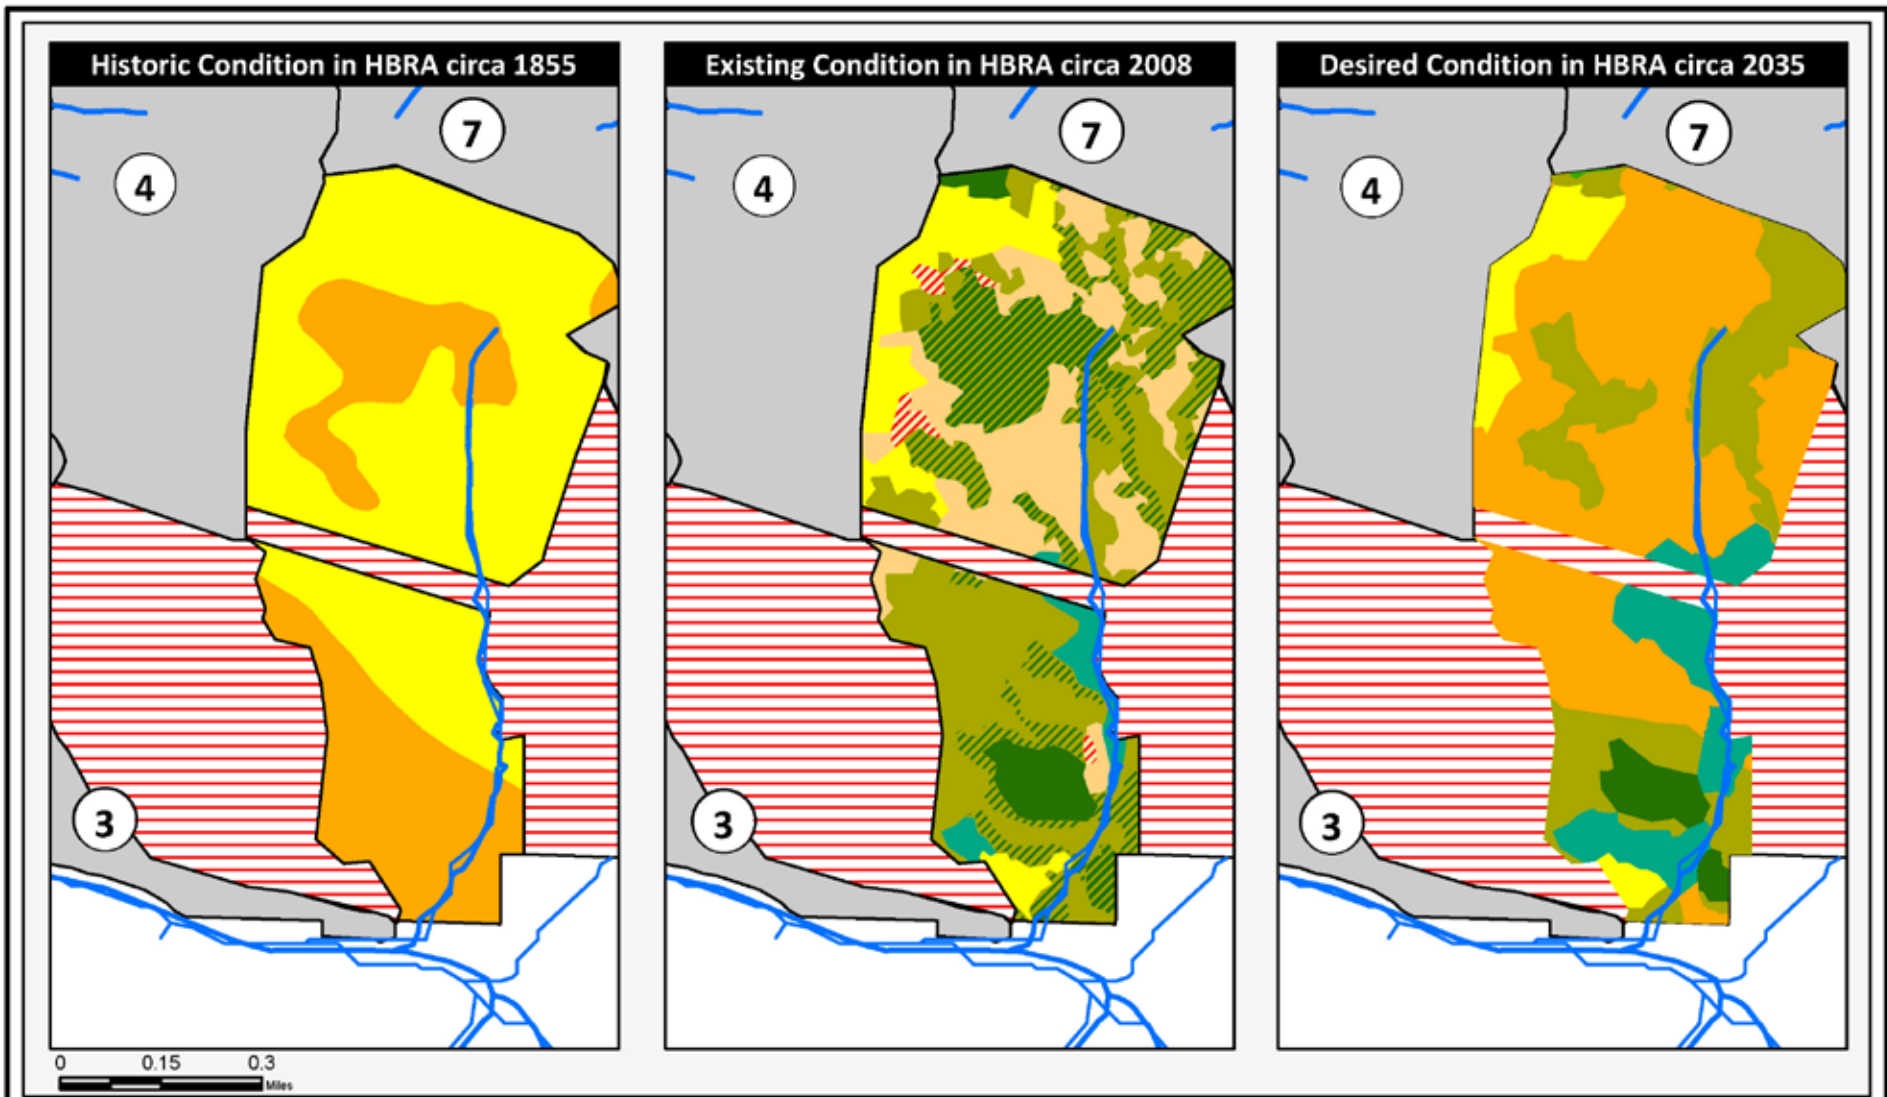 Historic Condition in HBRA circa 1855
Existing Condition in HBRA circa 2008
Desired Condition in HBRA circa 2035
7
4
3
7
4
3
7
4
3
0 0.15 0.3
Miles